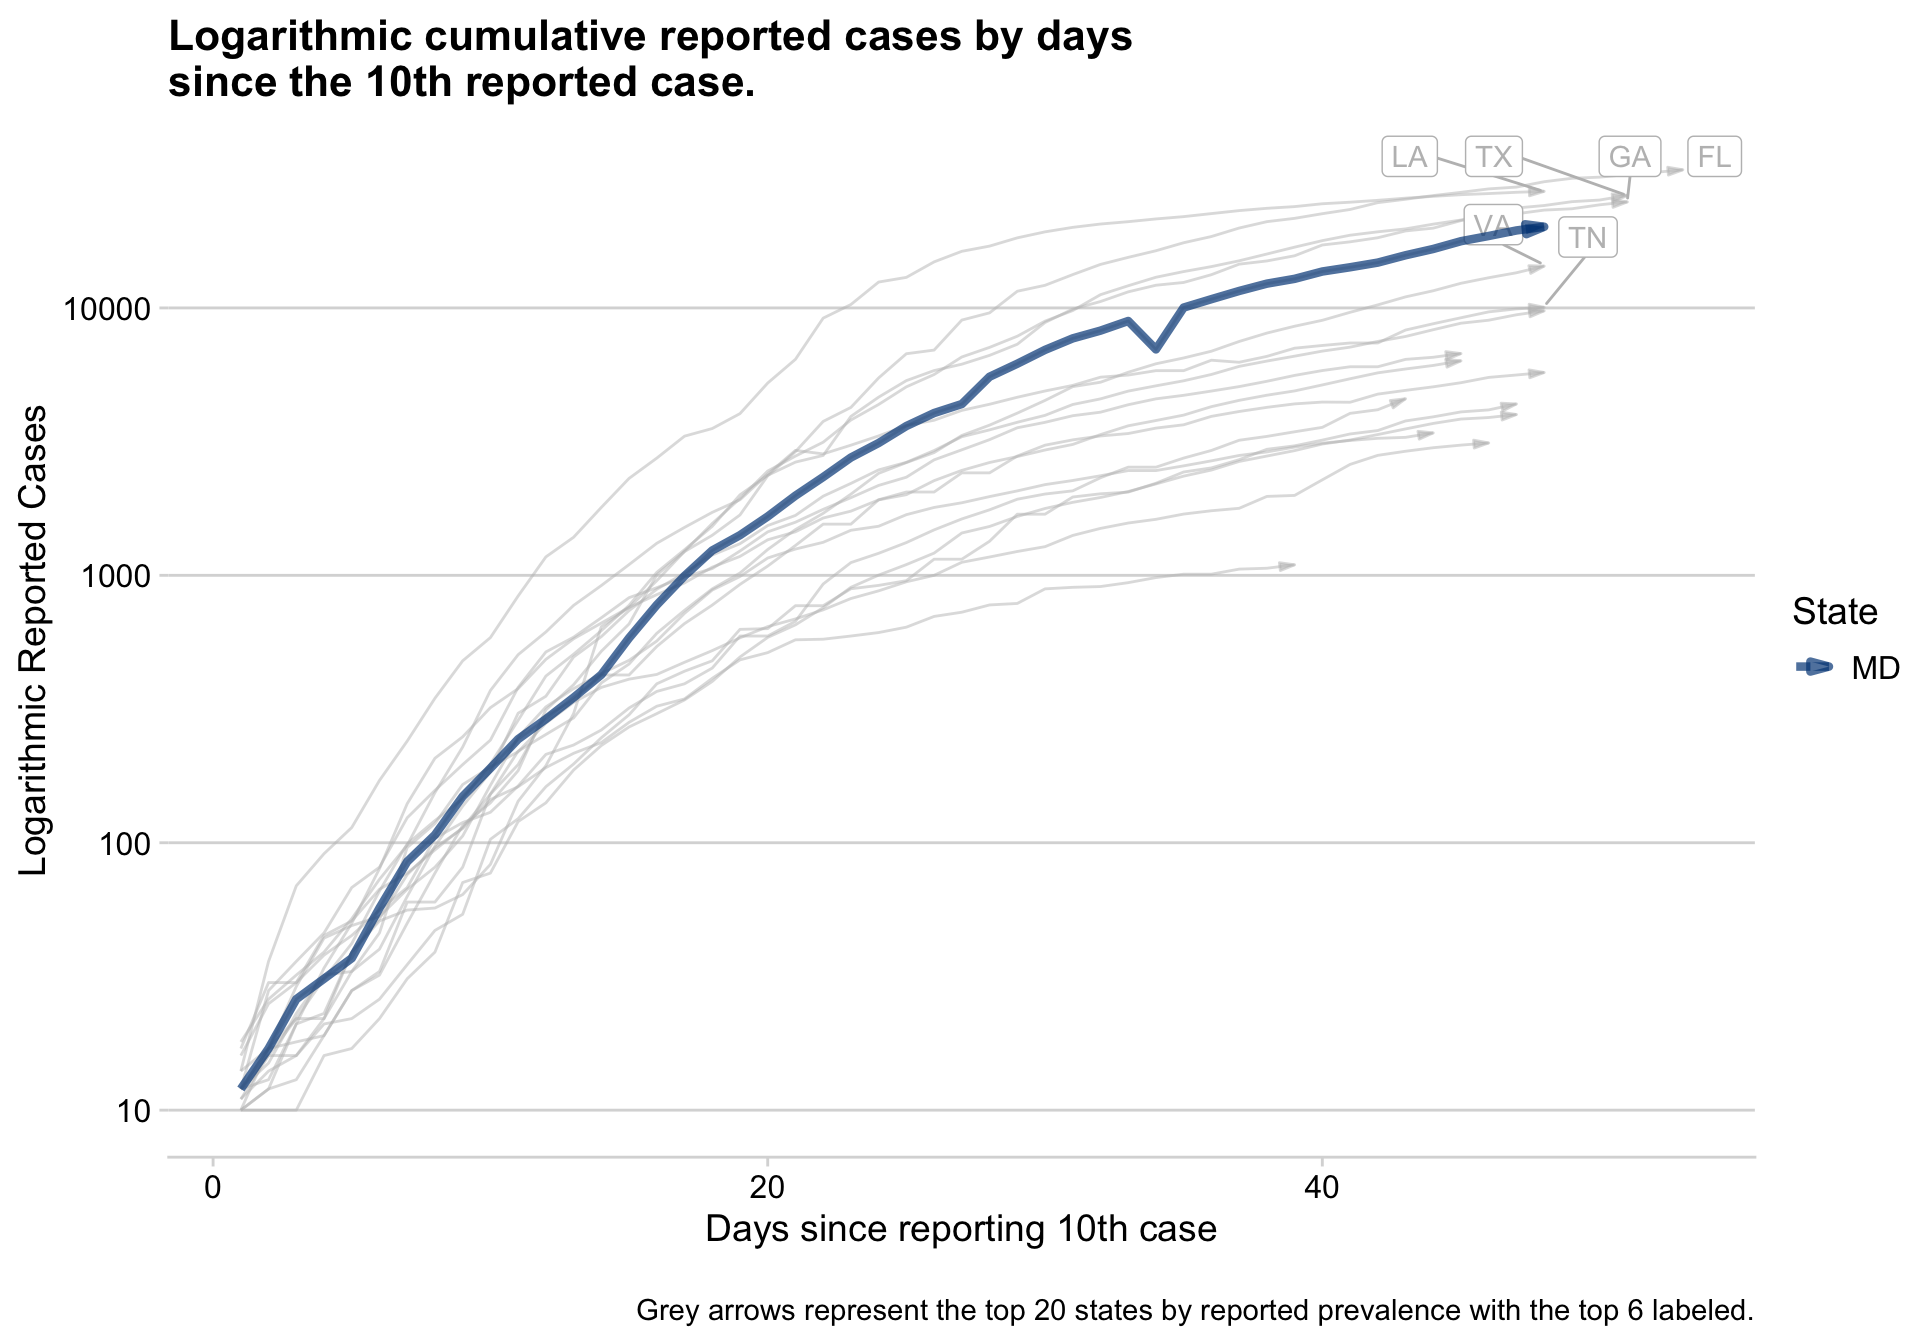 Logarithmic cumulative reported cases by days
since the 10th reported case.
LA
TX
GA
FL
VA
TN
10000
1000
100
10
Logarithmic Reported Cases
0
20
40
Days since reporting 10th case
State
MD
Grey arrows represent the top 20 states by reported prevalence with the top 6 labeled.